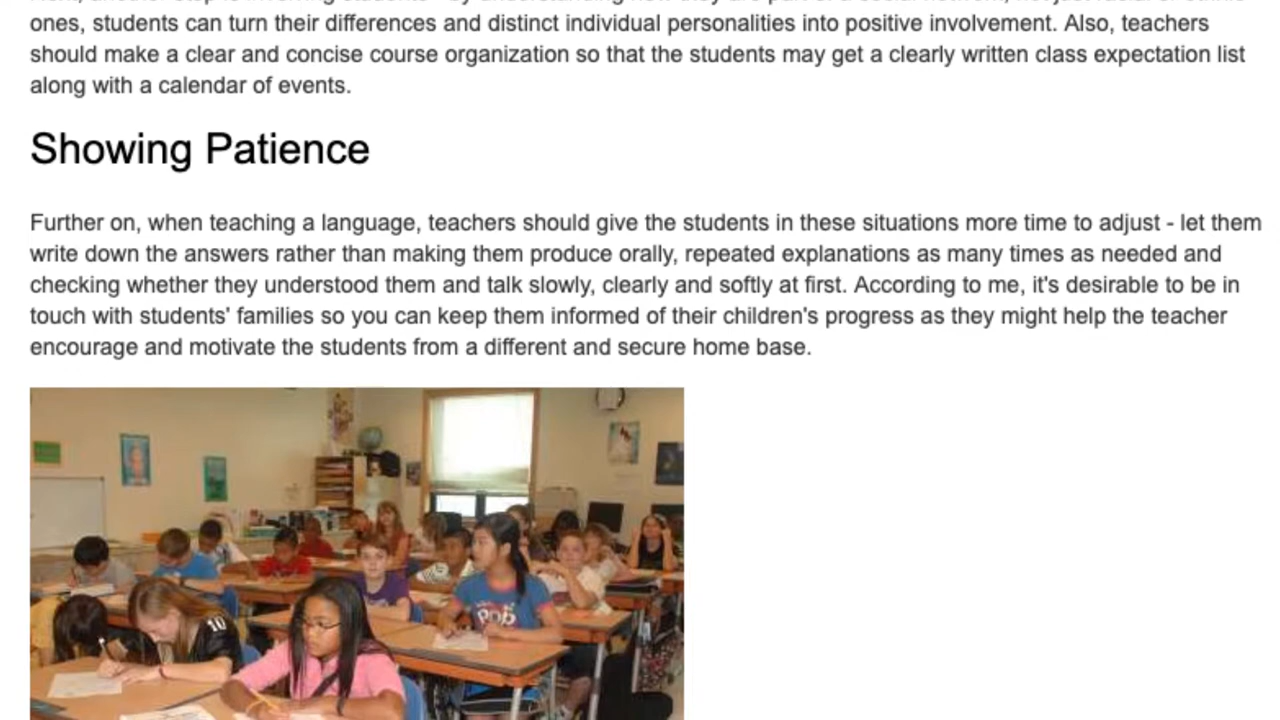 ones, students can turn their differences and distinct individual personalities into positive involvement. Also, teachers
should make a clear and concise course organization so that the students may get a clearly written class expectation list
along with a calendar of events.
Showing Patience
Further on, when teaching a language, teachers should give the students in these situations more time to adjust - let them
write down the answers rather than making them produce orally, repeated explanations as many times as needed and
checking whether they understood them and talk slowly, clearly and softly at first. According to me, it's desirable to be in
touch with students' families so you can keep them informed of their children's progress as they might help the teacher
encourage and motivate the students from a different and secure home base.
10